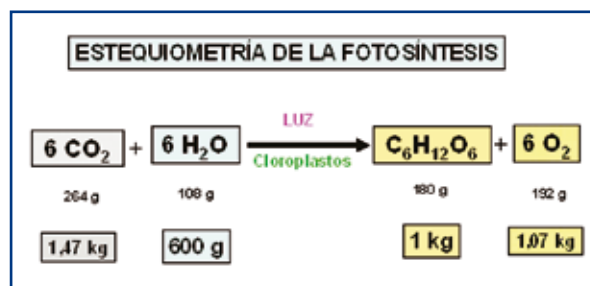 ESTEQUIOMETRÍA DE LA FOTOSÍNTESIS
LUZ
6 CO₂ + 6 H₂O C₆H₁₂O₆ + 6 O₂
Cloroplastos
264 g 108 g 180 g 192 g
1,47 kg 600 g 1 kg 1,07 kg